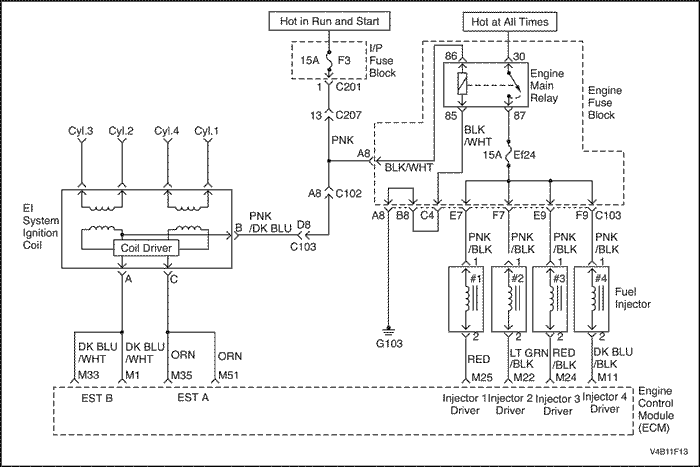 Hot in Run and Start
Hot at All Times
15A F3
I/P
Fuse
Block
1 C201
13 C207
PNK
86 30
Engine
Main
Relay
85 87
BLK
/WHT
15A Ef24
Engine
Fuse
Block
A8
BLK/WHT
Cyl.3 Cyl.2 Cyl.4 Cyl.1
EI
System
Ignition
Coil
Coil Driver
B
PNK
/DK BLU
D8
C103
A8 C102
A8 B8 C4 E7 F7 E9 F9 C103
A C
PNK
/BLK
PNK
/BLK
PNK
/BLK
PNK
/BLK
1 1 1 1
#1 #2 #3 #4
Fuel
Injector
2 2 2 2
G103
DK BLU
/WHT
DK BLU
/WHT
ORN
ORN
RED
LT GRN
/BLK
RED
/BLK
DK BLU
/BLK
M33 M1 M35 M51
M25 M22 M24 M11
EST B EST A
Injector 1
Driver
Injector 2
Driver
Injector 3
Driver
Injector 4
Driver
Engine
Control
Module
(ECM)
V4B11F13